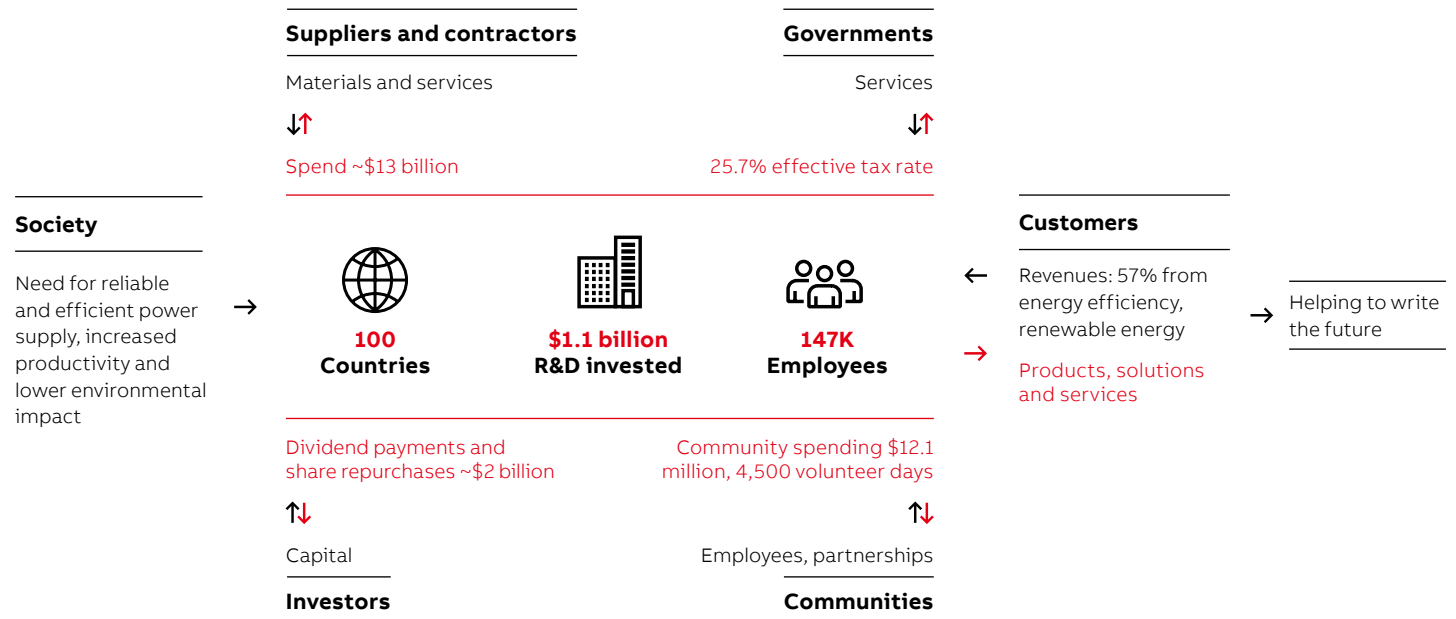 Suppliers and contractors
Materials and services
Spend ~$13 billion
Governments
Services
25.7% effective tax rate
Society
Need for reliable
and efficient power
supply, increased
productivity and
lower environmental
impact
100
Countries
$1.1 billion
R&D invested
147K
Employees
Customers
Revenues: 57% from
energy efficiency,
renewable energy
Products, solutions
and services
Helping to write
the future
Dividend payments and
share repurchases ~$2 billion
Capital
Investors
Community spending $12.1
million, 4,500 volunteer days
Employees, partnerships
Communities